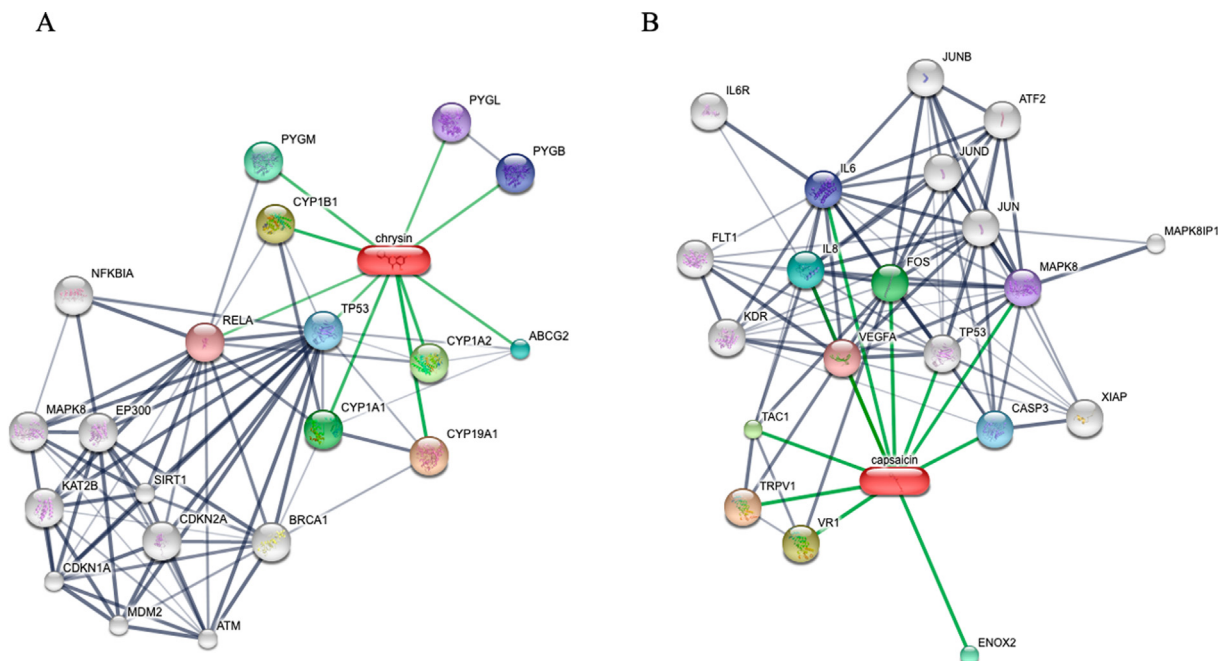 A
B
PYGL
PYGM
PYGB
CYP1B1
chrysin
NFKBIA
RELA
TP53
ABCG2
CYP1A2
CYP1A1
CYP19A1
MAPK8
EP300
SIRT1
KAT2B
CDKN2A
BRCA1
CDKN1A
MDM2
ATM
JUNB
IL6R
ATF2
JUND
IL6
JUN
MAPK8IP1
FLT1
IL8
FOS
MAPK8
KDR
VEGFA
TP53
XIAP
TAC1
CASP3
capsaicin
TRPV1
VR1
ENOX2